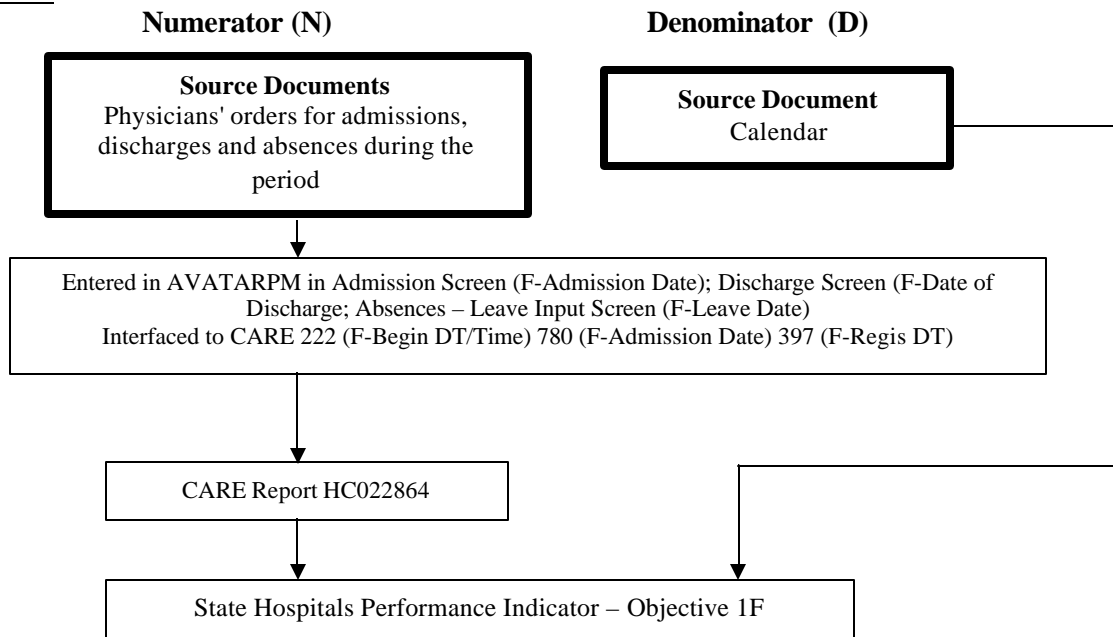 Numerator (N)
Denominator (D)
Source Documents
Physicians' orders for admissions,
discharges and absences during the
period
Source Document
Calendar
Entered in AVATARPM in Admission Screen (F-Admission Date); Discharge Screen (F-Date of
Discharge; Absences – Leave Input Screen (F-Leave Date)
Interfaced to CARE 222 (F-Begin DT/Time) 780 (F-Admission Date) 397 (F-Regis DT)
CARE Report HC022864
State Hospitals Performance Indicator – Objective 1F